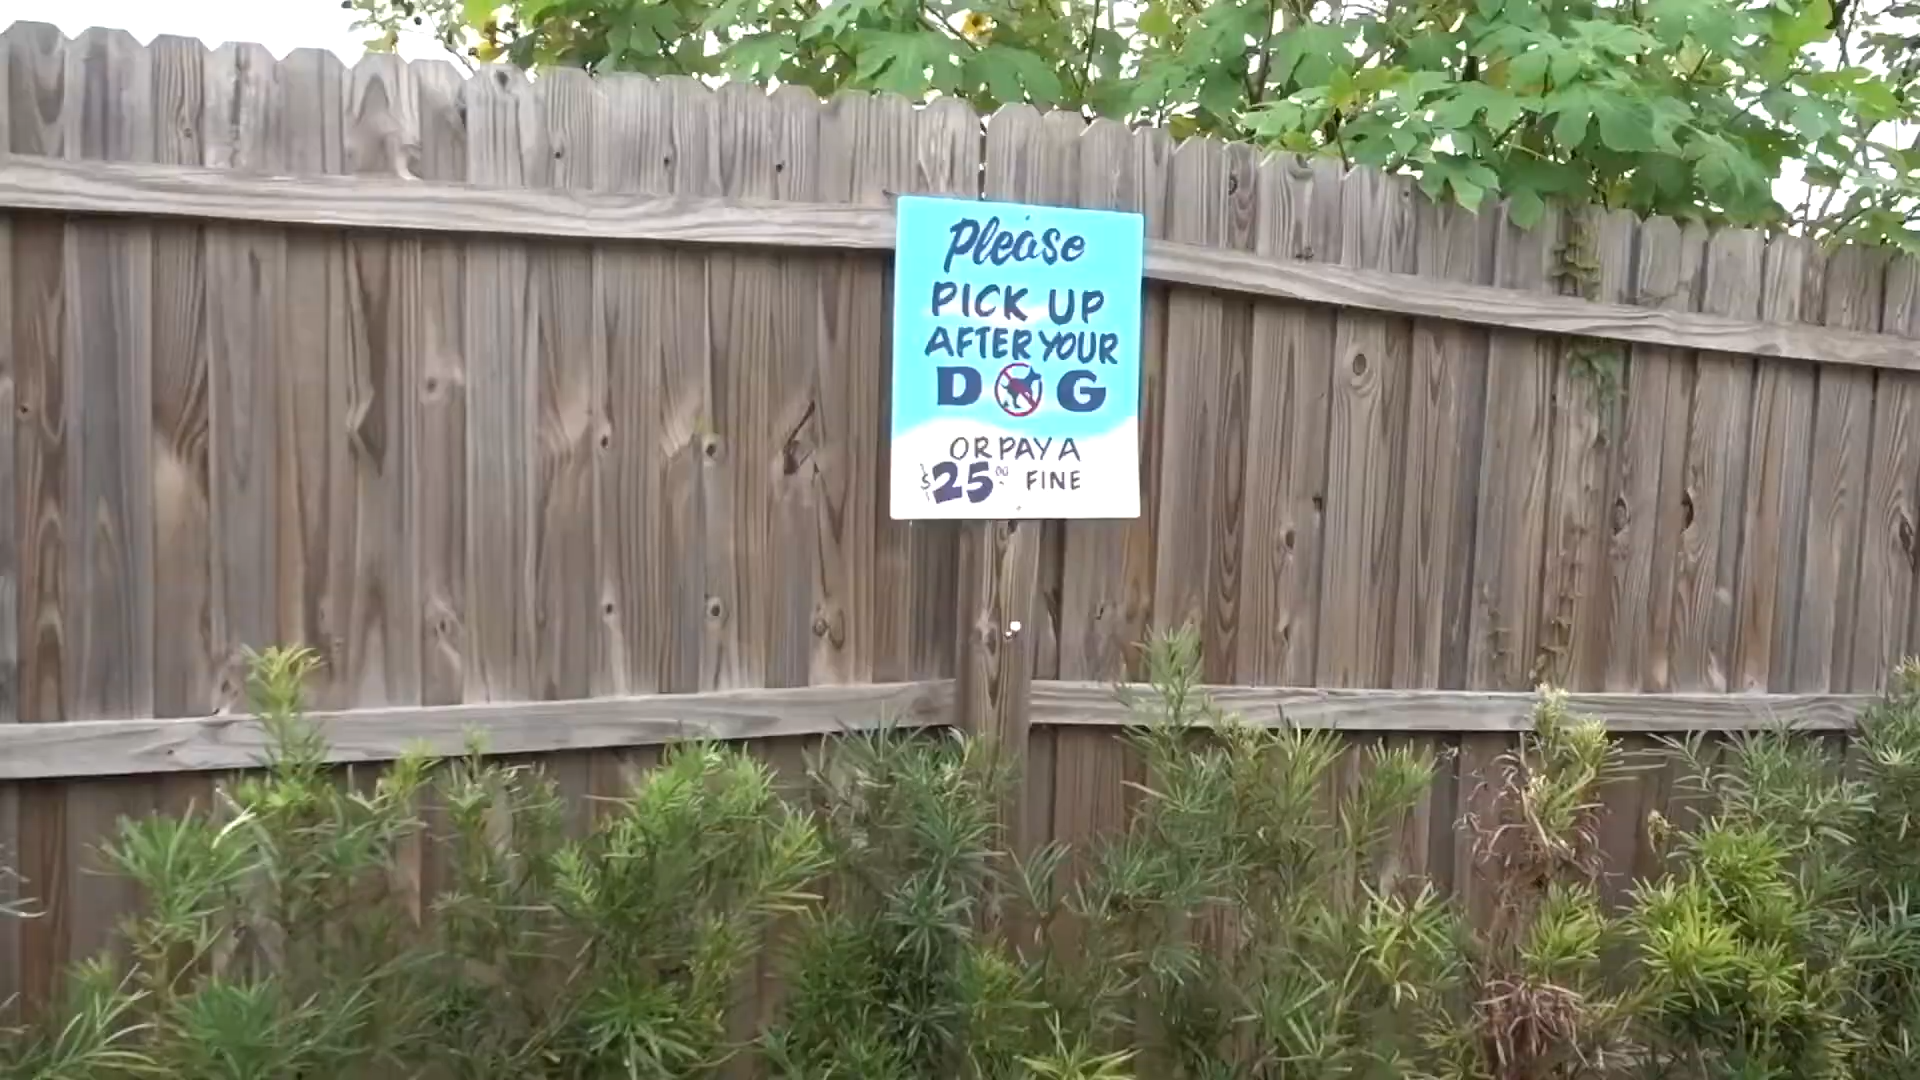 Please
PICK UP
AFTER YOUR
DOG
OR PAY A
$25.00 FINE